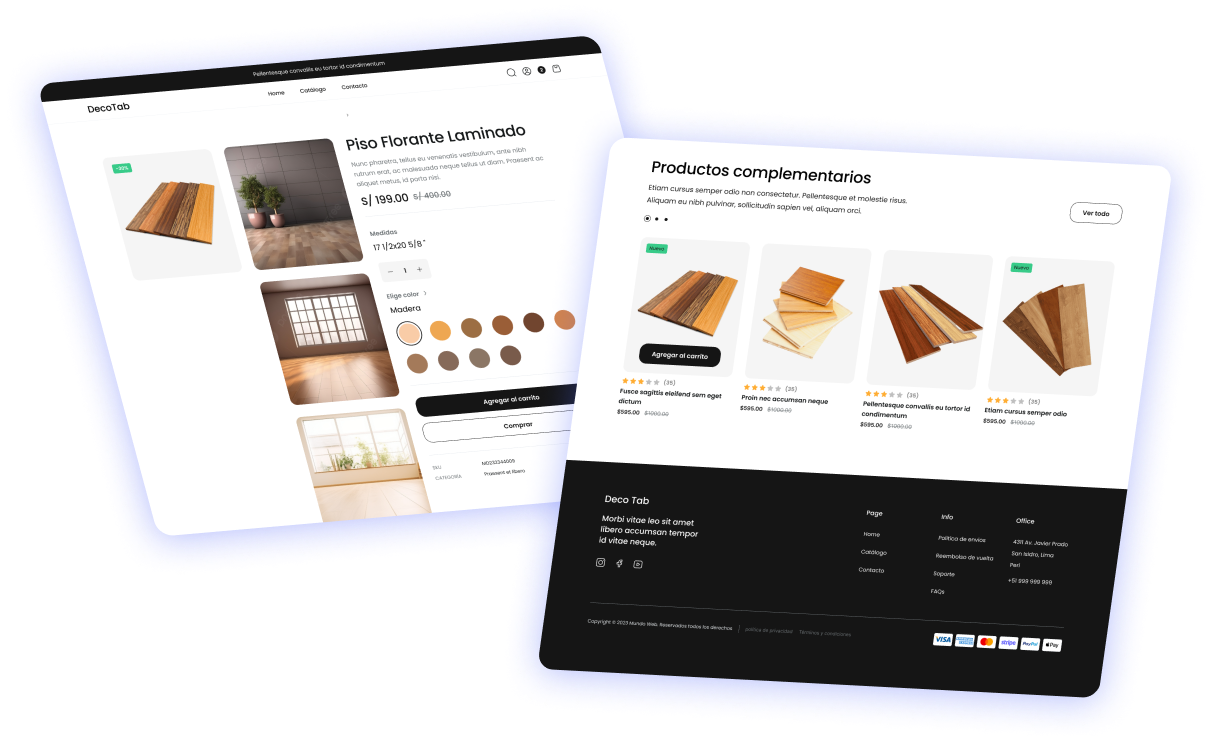 Pellentesque convallis eu tortor id condimentum
DecoTab
Home
Catálogo
Contacto
Piso Florante Laminado
Nunc pharetra, tellus eu venenatis vestibulum, ante nibh
rutrum erat, ac malesuada neque tellus ut diam. Praesent ac
aliquet metus, id porta nisi.
S/ 199.00 S/ 400.00
Medidas
17 1/2x20 5/8"
− 1 +
Elige color
Madera
Agregar al carrito
Comprar
SKU
CATEGORÍA
Praesent et libero
Productos complementarios
Etiam cursus semper odio non consectetur. Pellentesque et molestie risus.
Aliquam eu nibh pulvinar, sollicitudin sapien vel, aliquam orci.
Ver todo
Nuevo
Agregar al carrito
(35)
Fusce sagittis eleifend sem eget
dictum
$595.00 $1000.00
(35)
Proin nec accumsan neque
$595.00 $1000.00
(35)
Pellentesque convallis eu tortor id
condimentum
$595.00 $1000.00
Nuevo
(35)
Etiam cursus semper odio
$595.00 $1000.00
Deco Tab
Morbi vitae leo sit amet
libero accumsan tempor
id vitae neque.
Page
Home
Catálogo
Contacto
Info
Política de envíos
Reembolso de vuelto
Soporte
FAQs
Office
4311 Av. Javier Prado
San Isidro, Lima
Perí
+51 999 999 999
Copyright © 2023 Mundo Web. Reservados todos los derechos
política de privacidad
Términos y condiciones
VISA
AMERICAN EXPRESS
MasterCard
stripe
PayPal
Pay